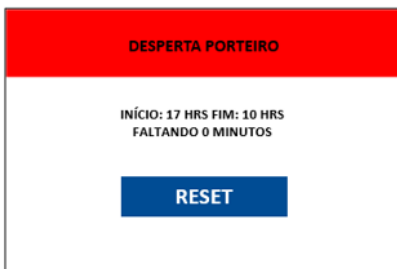 DESPERTA PORTEIRO
INÍCIO: 17 HRS FIM: 10 HRS
FALTANDO 0 MINUTOS
RESET